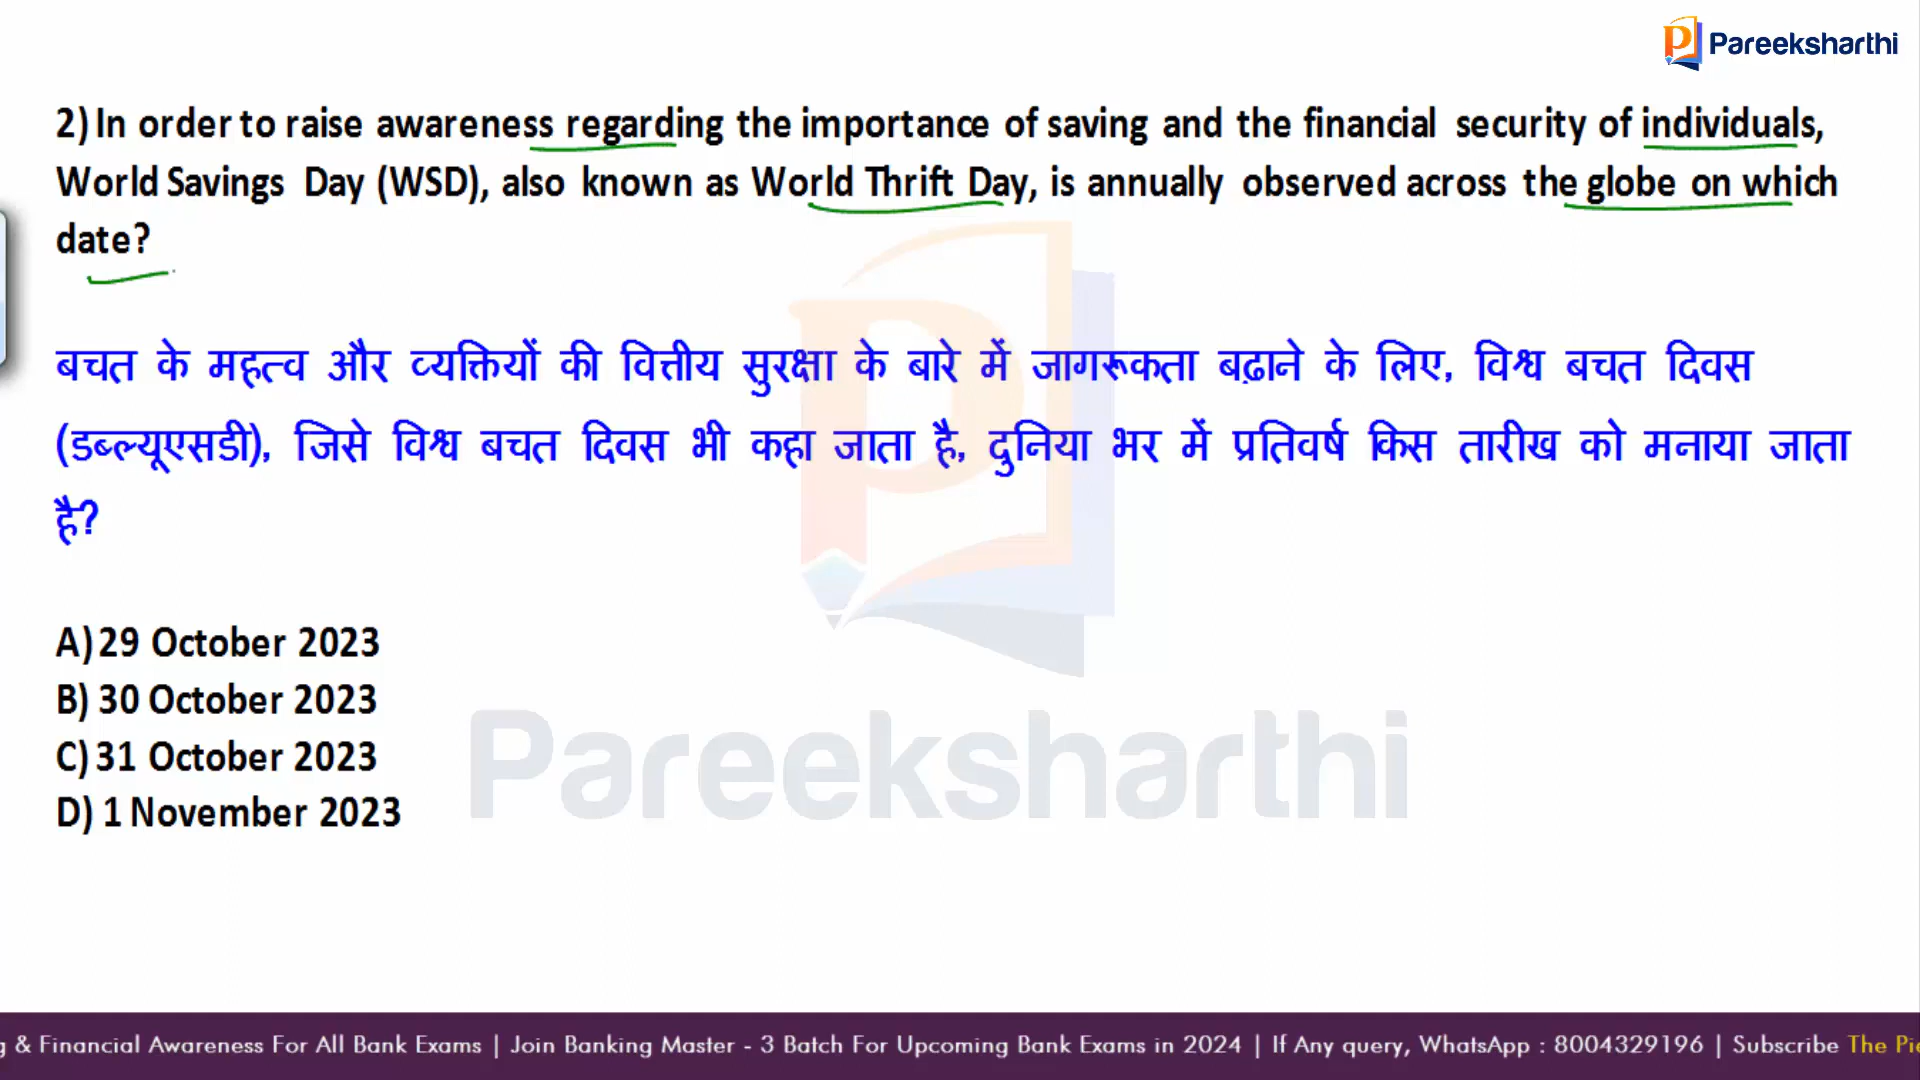 Pareeksharthi
2) In order to raise awareness regarding the importance of saving and the financial security of individuals,
World Savings Day (WSD), also known as World Thrift Day, is annually observed across the globe on which
date?
बचत के महत्व और व्यक्तियों की वित्तीय सुरक्षा के बारे में जागरूकता बढ़ाने के लिए, विश्व बचत दिवस
(डब्ल्यूएसडी), जिसे विश्व बचत दिवस भी कहा जाता है, दुनिया भर में प्रतिवर्ष किस तारीख को मनाया जाता
है?
A) 29 October 2023
B) 30 October 2023
C) 31 October 2023
D) 1 November 2023
Pareeksharthi
& Financial Awareness For All Bank Exams | Join Banking Master - 3 Batch For Upcoming Bank Exams in 2024 | If Any query, WhatsApp : 8004329196 | Subscribe The